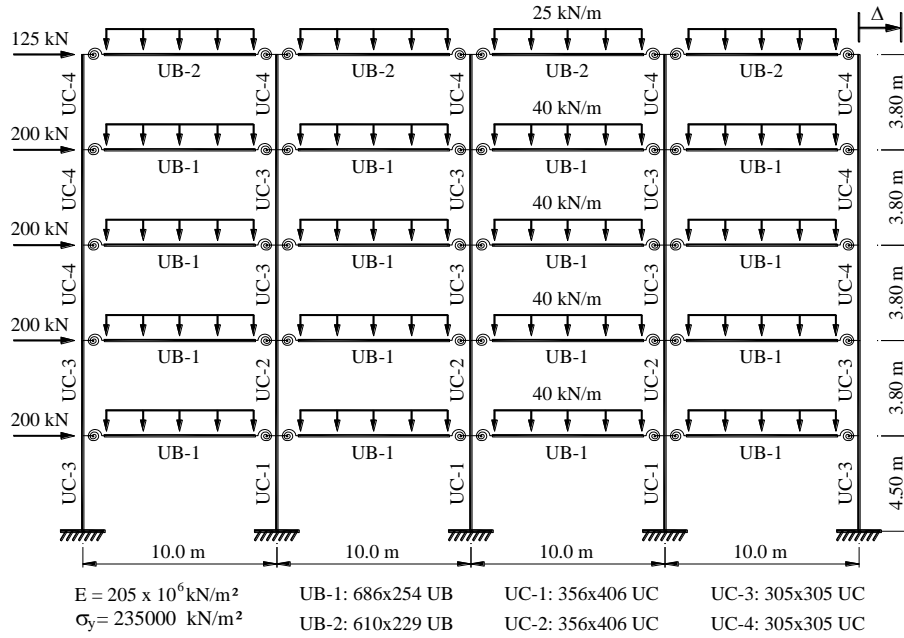 25 kN/m Δ
125 kN
UB-2 UB-2 UB-2 UB-2
UC-4 UC-4 UC-4 UC-4 UC-4 3.80 m
200 kN 40 kN/m
UB-1 UB-1 UB-1 UB-1
UC-4 UC-3 UC-3 UC-3 UC-4 3.80 m
200 kN 40 kN/m
UB-1 UB-1 UB-1 UB-1
UC-4 UC-3 UC-3 UC-3 UC-4 3.80 m
200 kN 40 kN/m
UB-1 UB-1 UB-1 UB-1
UC-3 UC-2 UC-2 UC-2 UC-3 3.80 m
200 kN 40 kN/m
UB-1 UB-1 UB-1 UB-1
UC-3 UC-1 UC-1 UC-1 UC-3 4.50 m
10.0 m 10.0 m 10.0 m 10.0 m
E = 205 x 10⁶ kN/m² UB-1: 686x254 UB UC-1: 356x406 UC UC-3: 305x305 UC
σy = 235000 kN/m² UB-2: 610x229 UB UC-2: 356x406 UC UC-4: 305x305 UC